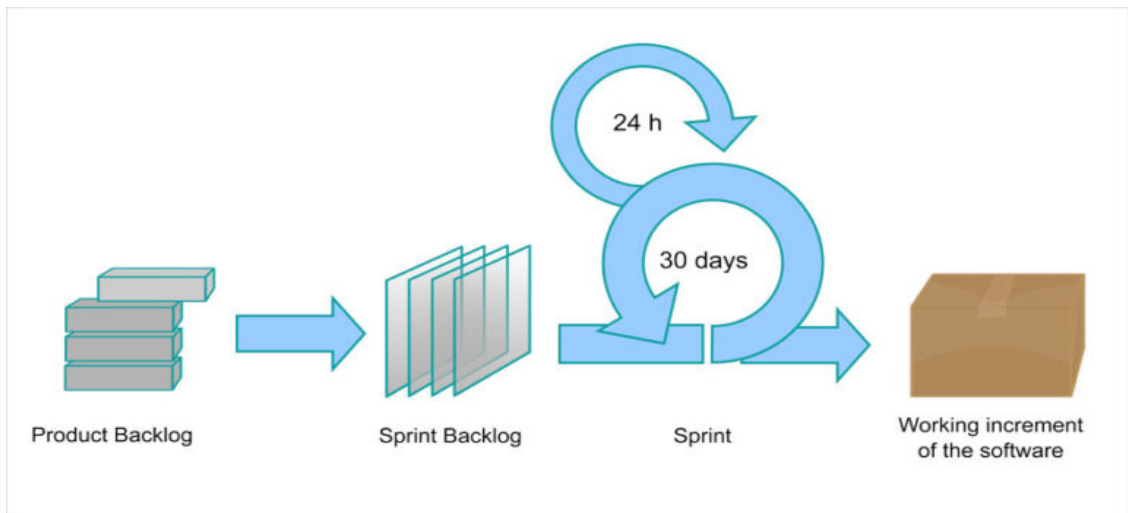 24 h
30 days
Product Backlog
Sprint Backlog
Sprint
Working increment
of the software